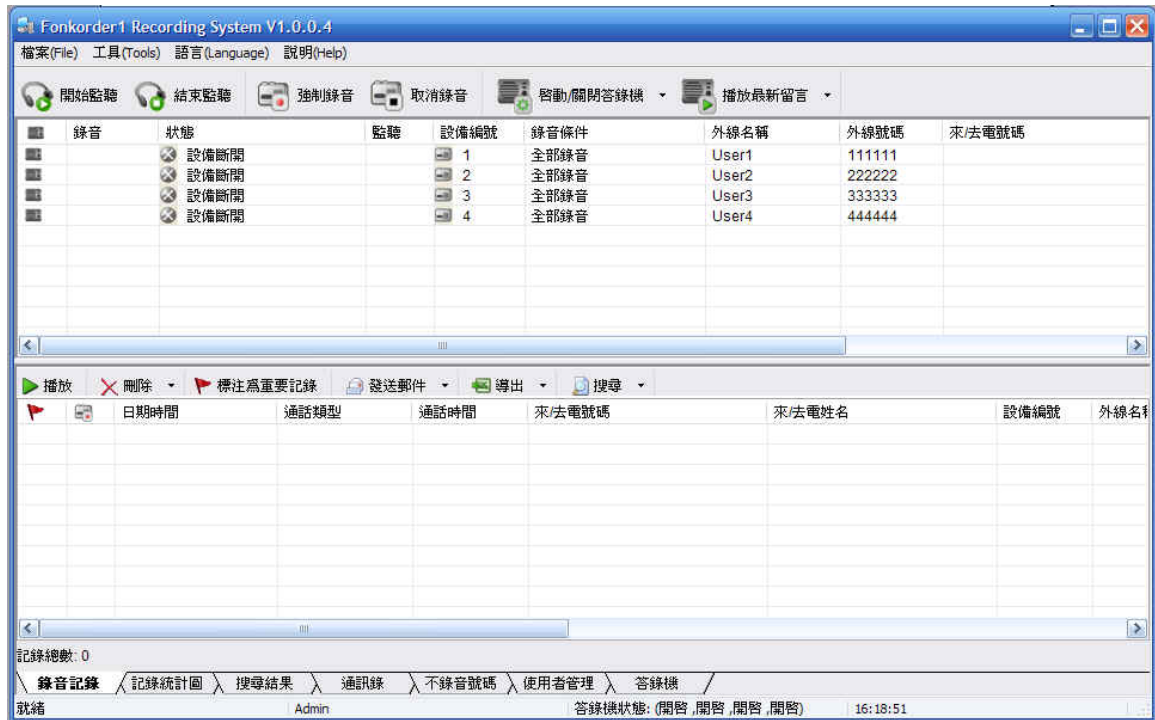 Fonkorder1 Recording System V1.0.0.4
檔案(File) 工具(Tools) 語言(Language) 說明(Help)
開始監聽 結束監聽 強制錄音 取消錄音 啓動/關閉答錄機 播放最新留言
錄音 狀態 監聽 設備編號 錄音條件 外線名稱 外線號碼 來/去電號碼
設備斷開 1 全部錄音 User1 111111
設備斷開 2 全部錄音 User2 222222
設備斷開 3 全部錄音 User3 333333
設備斷開 4 全部錄音 User4 444444
播放 刪除 標注爲重要記錄 發送郵件 導出 搜尋
日期時間 通話類型 通話時間 來/去電號碼 來/去電姓名 設備編號 外線名稱
記錄總數: 0
錄音記錄 記錄統計圖 搜尋結果 通訊錄 不錄音號碼 使用者管理 答錄機
就緒 Admin 答錄機狀態: (開啓 ,開啓 ,開啓 ,開啓) 16:18:51